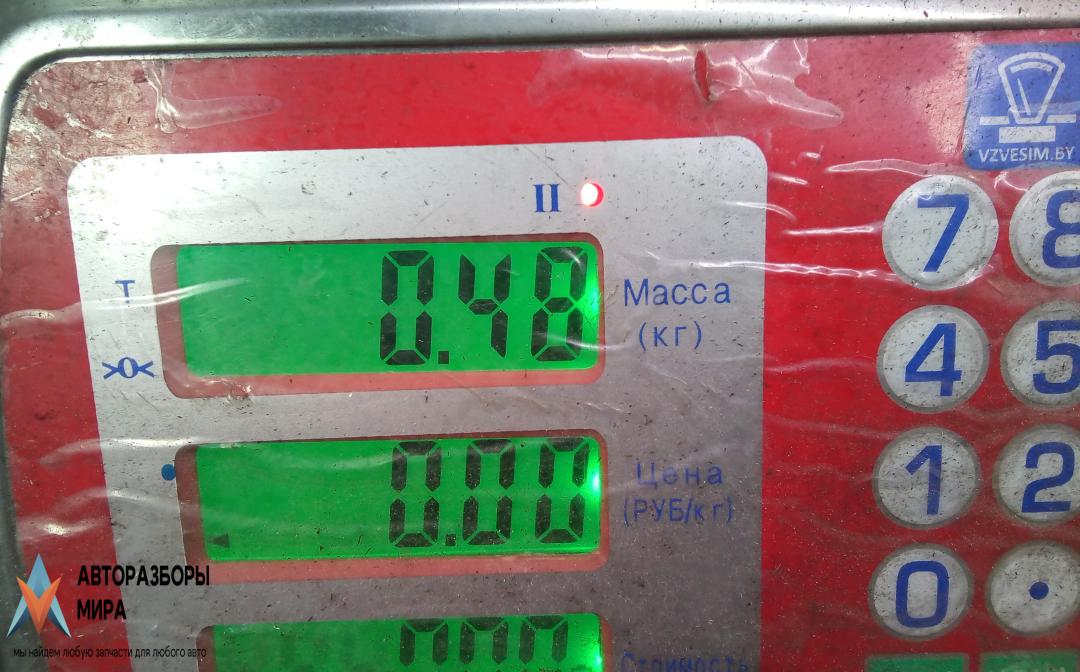 VZVESIM.BY
II
T
0.48
Масса
(кг)
>0<
0.00
Цена
(РУБ/кг)
Стоимость
7 8
4 5
1 2
0 .
АВТОРАЗБОРЫ
МИРА
мы найдем любую запчасти для любого авто